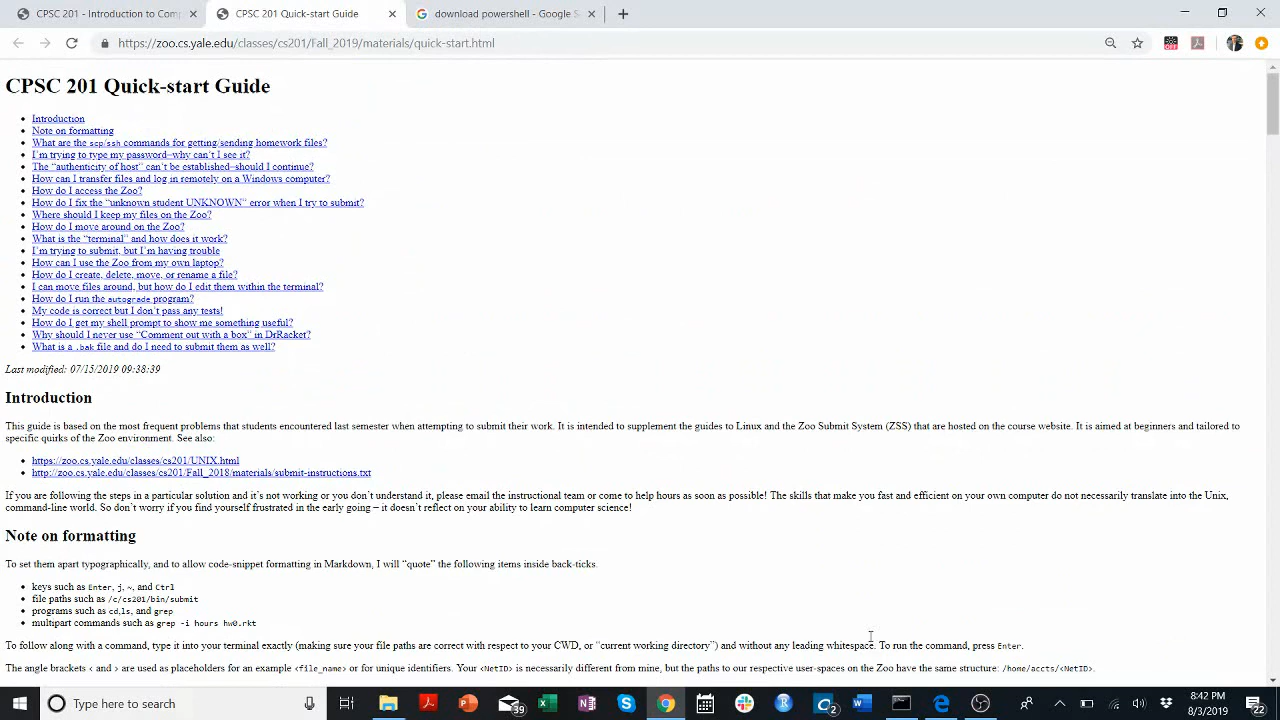 CPSC 201 - Introduction to Comp
CPSC 201 Quick-start Guide
download powershell - Google S
https://zoo.cs.yale.edu/classes/cs201/Fall_2019/materials/quick-start.html
OFF
CPSC 201 Quick-start Guide
Introduction
Note on formatting
What are the scp/ssh commands for getting/sending homework files?
I'm trying to type my password–why can't I see it?
The "authenticity of host" can't be established–should I continue?
How can I transfer files and log in remotely on a Windows computer?
How do I access the Zoo?
How do I fix the "unknown student UNKNOWN" error when I try to submit?
Where should I keep my files on the Zoo?
How do I move around on the Zoo?
What is the "terminal" and how does it work?
I'm trying to submit, but I'm having trouble
How can I use the Zoo from my own laptop?
How do I create, delete, move, or rename a file?
I can move files around, but how do I edit them within the terminal?
How do I run the autograde program?
My code is correct but I don't pass any tests!
How do I get my shell prompt to show me something useful?
Why should I never use "Comment out with a box" in DrRacket?
What is a .bak file and do I need to submit them as well?
Last modified: 07/15/2019 09:38:39
Introduction
This guide is based on the most frequent problems that students encountered last semester when attempting to submit their work. It is intended to supplement the guides to Linux and the Zoo Submit System (ZSS) that are hosted on the course website. It is aimed at beginners and tailored to
specific quirks of the Zoo environment. See also:
https://zoo.cs.yale.edu/classes/cs201/UNIX.html
http://zoo.cs.yale.edu/classes/cs201/Fall_2018/materials/submit-instructions.txt
If you are following the steps in a particular solution and it's not working or you don't understand it, please email the instructional team or come to help hours as soon as possible! The skills that make you fast and efficient on your own computer do not necessarily translate into the Unix,
command-line world. So don't worry if you find yourself frustrated in the early going – it doesn't reflect on your ability to learn computer science!
Note on formatting
To set them apart typographically, and to allow code-snippet formatting in Markdown, I will "quote" the following items inside back-ticks.
keys such as Enter, j, ~, and Ctrl
file paths such as /c/cs201/bin/submit
programs such as cd,ls, and grep
multipart commands such as grep -i hours hw0.rkt
To follow along with a command, type it into your terminal exactly (making sure your file paths are correct with respect to your CWD, or "current working directory") and without any leading whitespace. To run the command, press Enter.
The angle brackets < and > are used as placeholders for an example <file_name> or for unique identifiers. Your <NetID> is necessarily different from mine, but the paths to our respective user-spaces on the Zoo have the same structure: /home/accts/<NetID>.
Type here to search
39
2
8:42 PM
8/3/2019
22